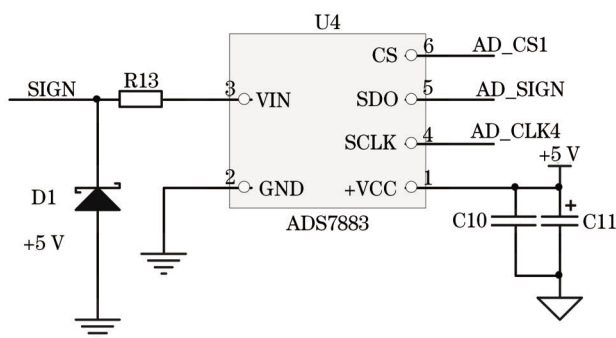 U4
CS 6 AD_CS1
SIGN R13 3 VIN SDO 5 AD_SIGN
SCLK 4 AD_CLK4
+5 V
D1 2 GND +VCC 1
+5 V ADS7883 C10 + C11